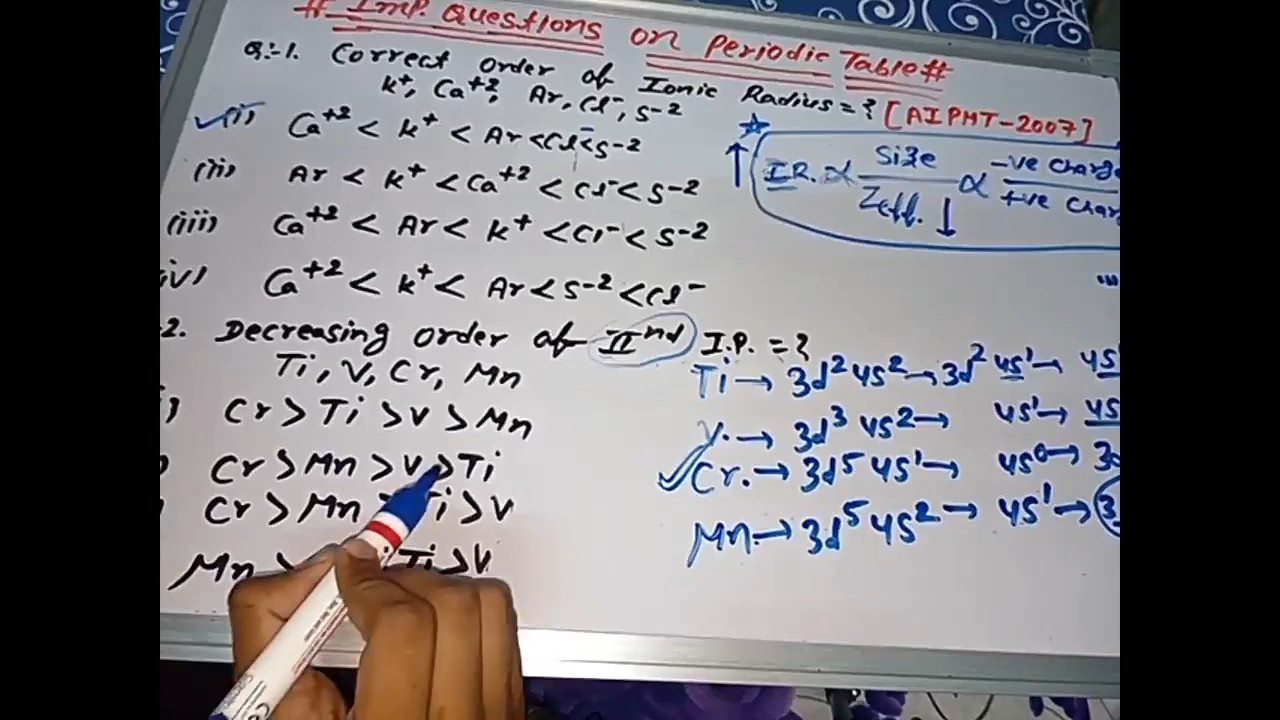 # IMP. Questions on Periodic Table #
Q:-1. Correct order of Ionic Radius = ? [AIPMT-2007]
K+, Ca+2, Ar, Cl-, S-2
(i) Ca+2 < K+ < Ar < Cl- < S-2
(ii) Ar < K+ < Ca+2 < Cl- < S-2
(iii) Ca+2 < Ar < K+ < Cl- < S-2
iv) Ca+2 < K+ < Ar < S-2 < Cl-
I.R. ∝ Size / Zeff. ↓ ∝ -ve charge / +ve
-2. Decreasing order of IInd I.P. = ?
Ti, V, Cr, Mn
i) Cr > Ti > V > Mn
) Cr > Mn > V > Ti
) Cr > Mn > Ti > V
Mn > Ti > V
Ti → 3d2 4s2 → 3d2 4s1 → 4s
V. → 3d3 4s2 → 4s1 → 4s
Cr. → 3d5 4s1 → 4s0 → 3d
Mn. → 3d5 4s2 → 4s1 → 3